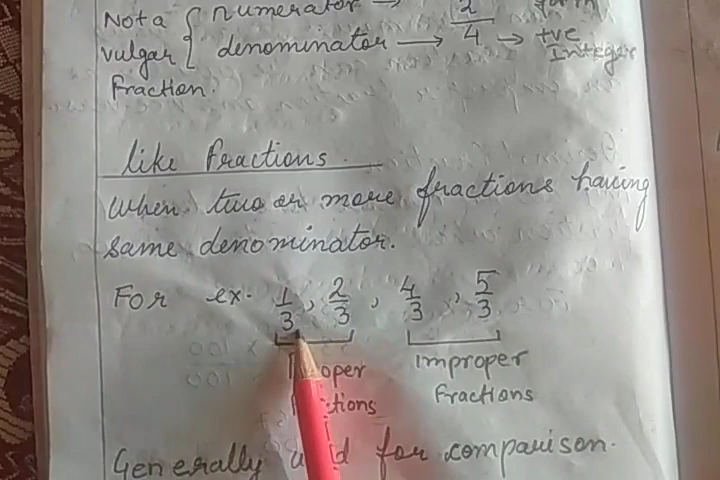 Not a { numerator → 2
vulgar { denominator → 4 → +ve
Integer
Fraction.
like fractions.
When two or more fractions having
same denominator.
For ex. 1/3, 2/3, 4/3, 5/3
Improper
Fractions
Generally for comparison.